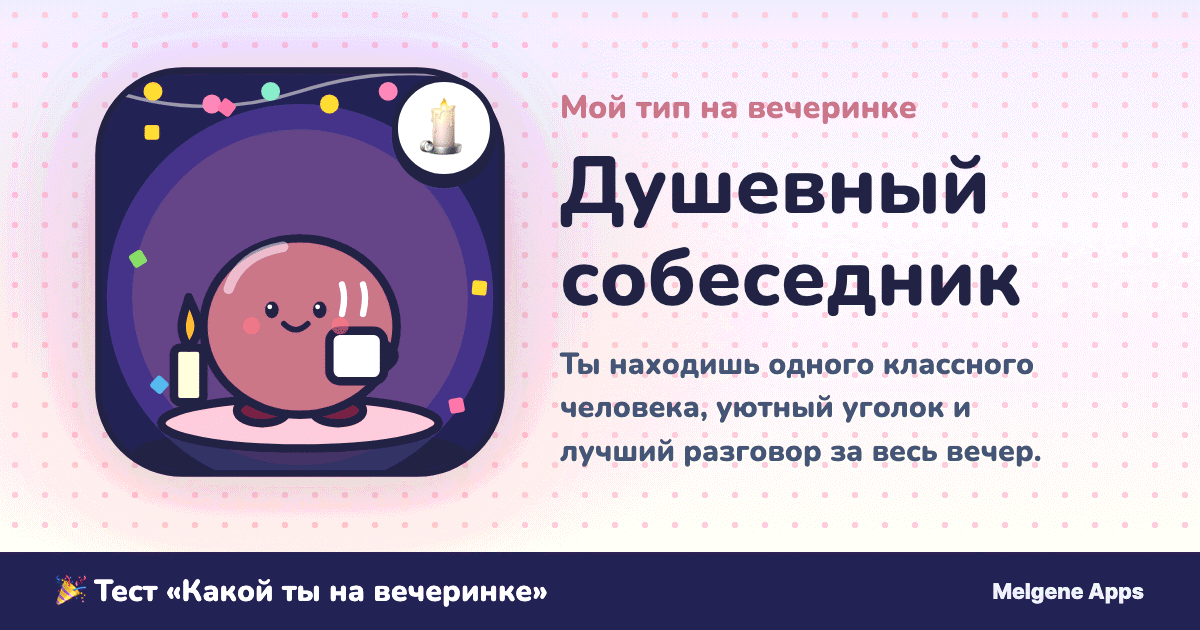 Мой тип на вечеринке
Душевный
собеседник
Ты находишь одного классного
человека, уютный уголок и
лучший разговор за весь вечер.
🎉 Тест «Какой ты на вечеринке»
Melgene Apps